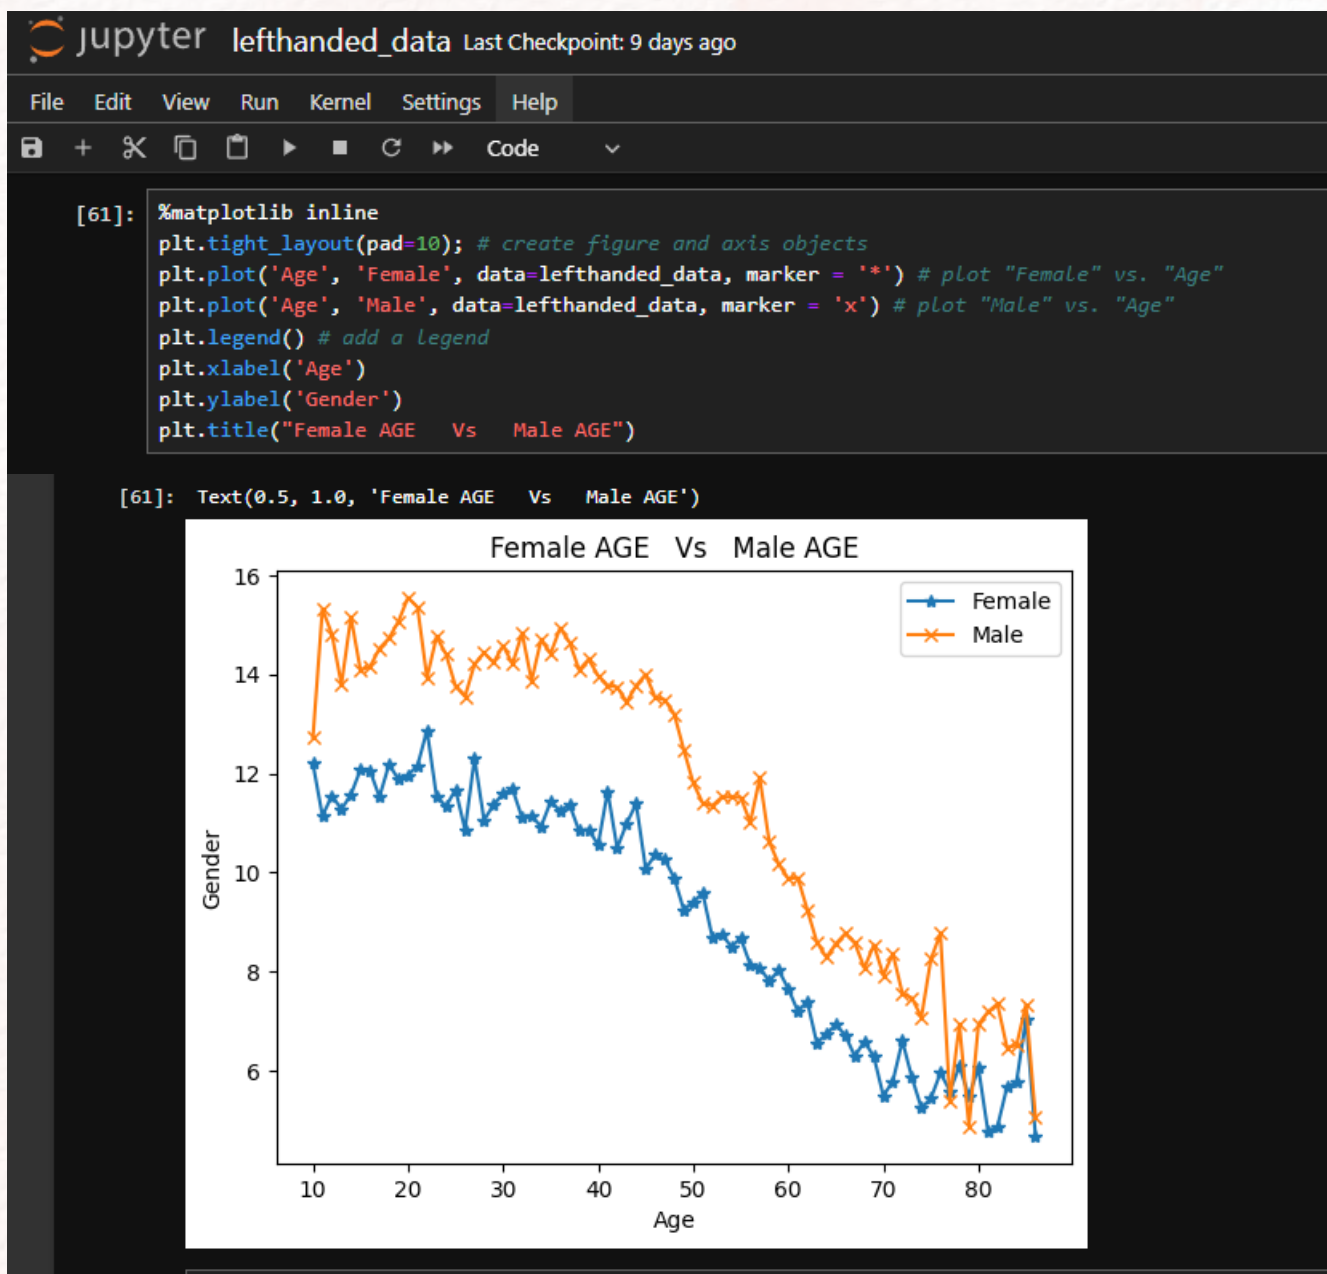 jupyter lefthanded_data Last Checkpoint: 9 days ago
File Edit View Run Kernel Settings Help
Code
[61]: %matplotlib inline
plt.tight_layout(pad=10); # create figure and axis objects
plt.plot('Age', 'Female', data=lefthanded_data, marker = '*') # plot "Female" vs. "Age"
plt.plot('Age', 'Male', data=lefthanded_data, marker = 'x') # plot "Male" vs. "Age"
plt.legend() # add a legend
plt.xlabel('Age')
plt.ylabel('Gender')
plt.title("Female AGE   Vs   Male AGE")
[61]: Text(0.5, 1.0, 'Female AGE   Vs   Male AGE')
Female AGE   Vs   Male AGE
16
14
12
10
8
6
Gender
Female
Male
10 20 30 40 50 60 70 80
Age